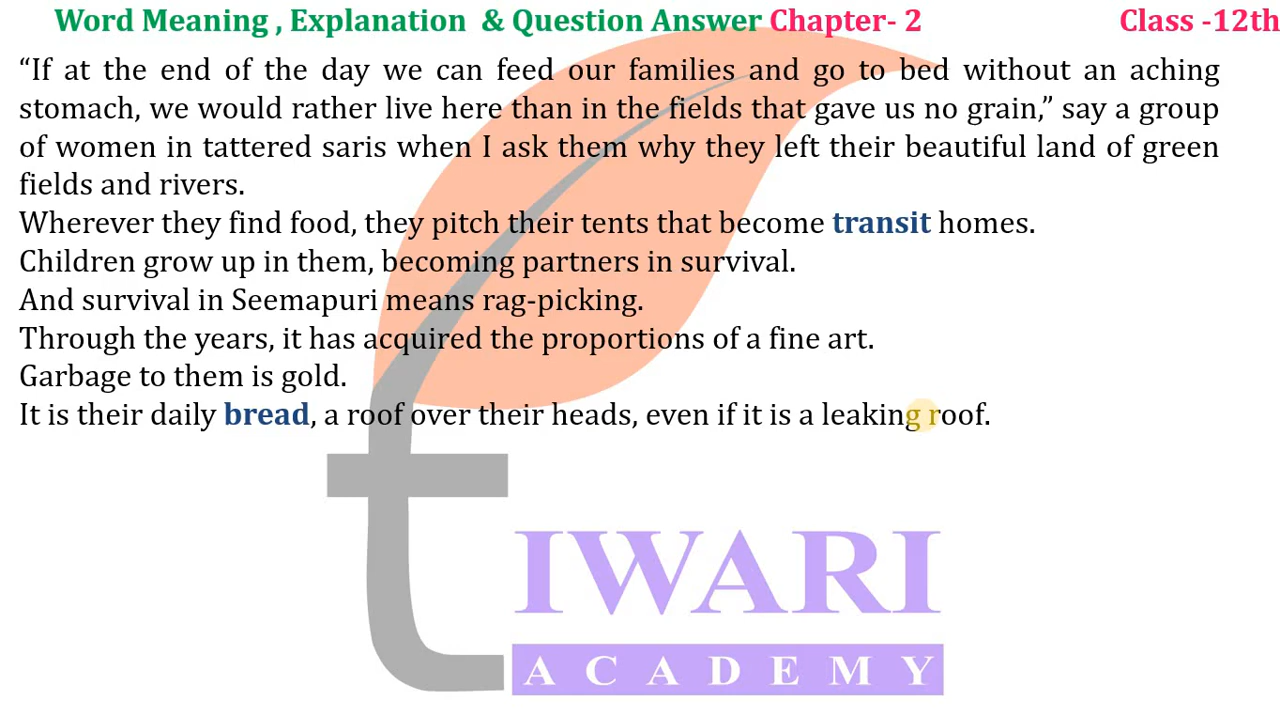 Word Meaning , Explanation & Question Answer Chapter- 2 Class -12th
“If at the end of the day we can feed our families and go to bed without an aching
stomach, we would rather live here than in the fields that gave us no grain,” say a group
of women in tattered saris when I ask them why they left their beautiful land of green
fields and rivers.
Wherever they find food, they pitch their tents that become transit homes.
Children grow up in them, becoming partners in survival.
And survival in Seemapuri means rag-picking.
Through the years, it has acquired the proportions of a fine art.
Garbage to them is gold.
It is their daily bread, a roof over their heads, even if it is a leaking roof.
tIWARI
ACADEMY